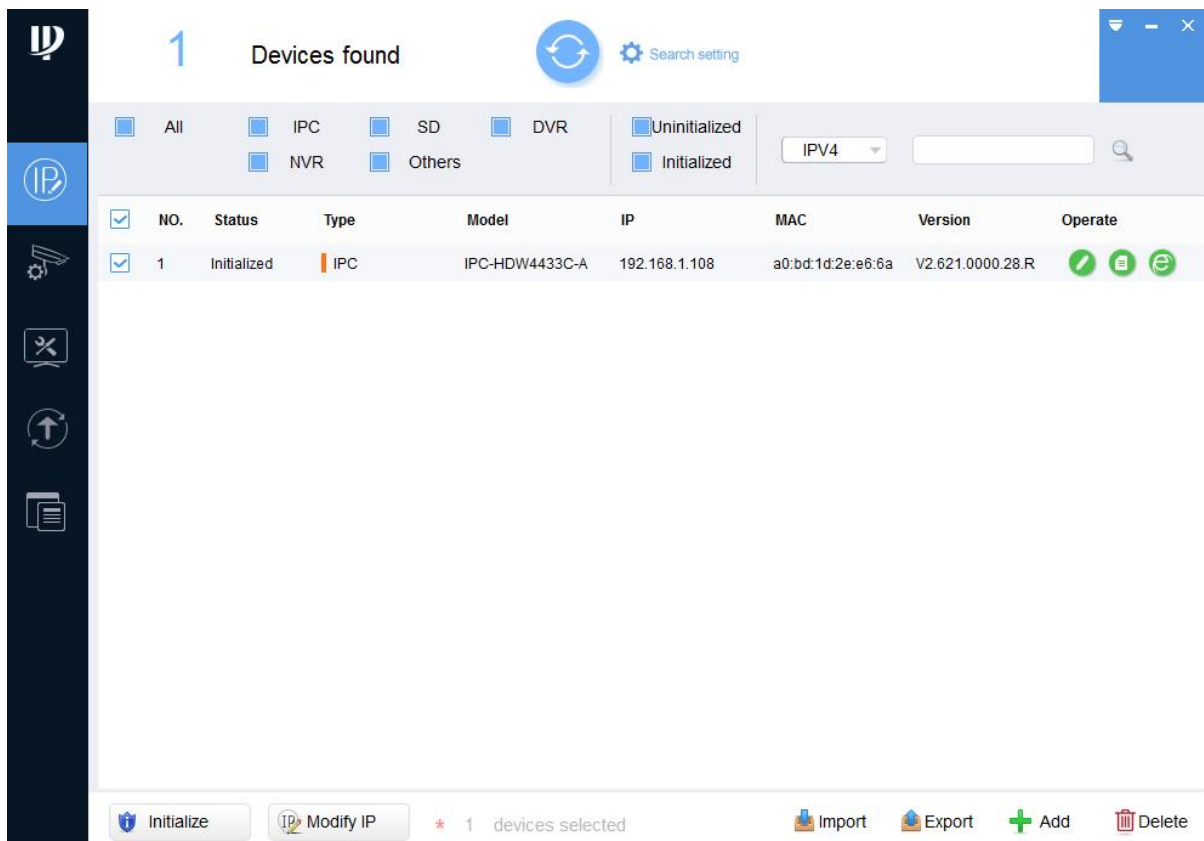 1 Devices found Search setting
All IPC SD DVR Uninitialized
NVR Others Initialized
IPV4
NO. Status Type Model IP MAC Version Operate
1 Initialized IPC IPC-HDW4433C-A 192.168.1.108 a0:bd:1d:2e:e6:6a V2.621.0000.28.R
Initialize Modify IP * 1 devices selected Import Export Add Delete